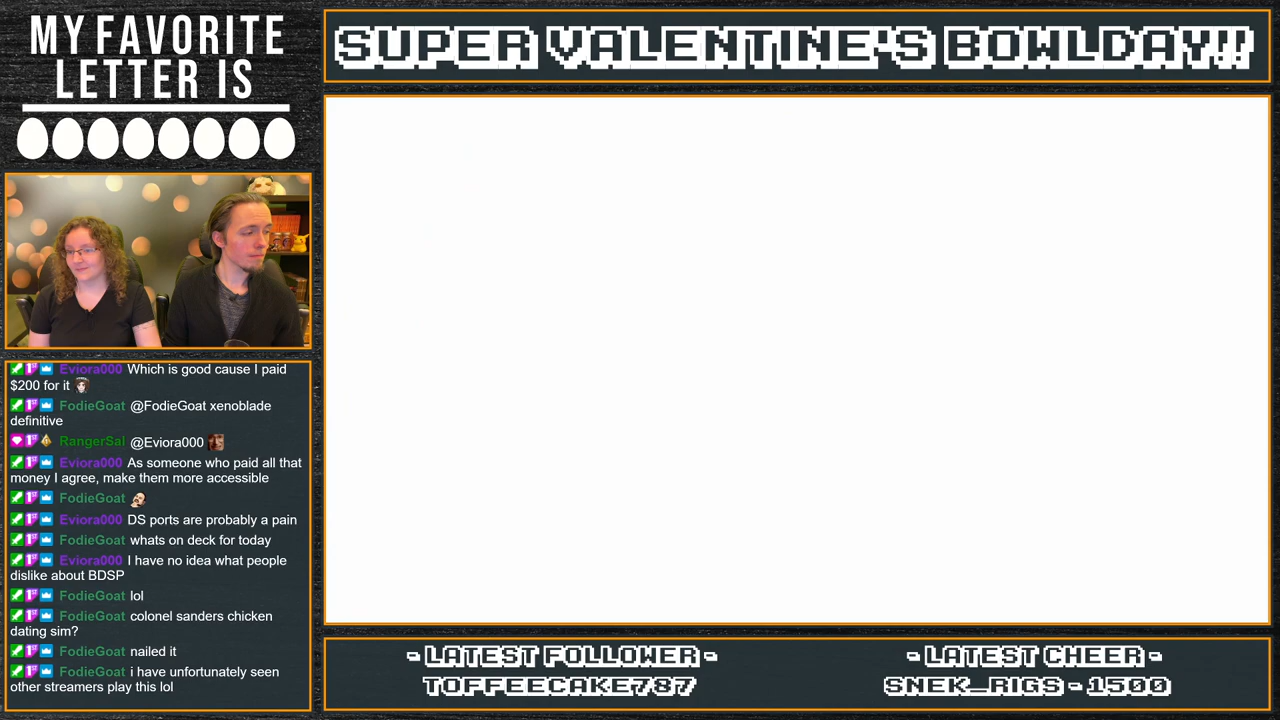 MY FAVORITE
LETTER IS
SUPER VALENTINE'S BOWLDAY!!
Eviora000 Which is good cause I paid
$200 for it
FodieGoat @FodieGoat xenoblade
definitive
RangerSal @Eviora000
Eviora000 As someone who paid all that
money I agree, make them more accessible
FodieGoat
Eviora000 DS ports are probably a pain
FodieGoat whats on deck for today
Eviora000 I have no idea what people
dislike about BDSP
FodieGoat lol
FodieGoat colonel sanders chicken
dating sim?
FodieGoat nailed it
FodieGoat i have unfortunately seen
other streamers play this lol
- LATEST FOLLOWER -
TOFFEECAKE787
- LATEST CHEER -
SNEK_RIGS - 1500